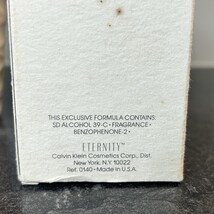 THIS EXCLUSIVE FORMULA CONTAINS:
SD ALCOHOL 39-C • FRAGRANCE •
BENZOPHENONE-2 •
ETERNITY™
Calvin Klein Cosmetics Corp., Dist.
New York, N.Y. 10022
Ref. 0140 • Made in U.S.A.